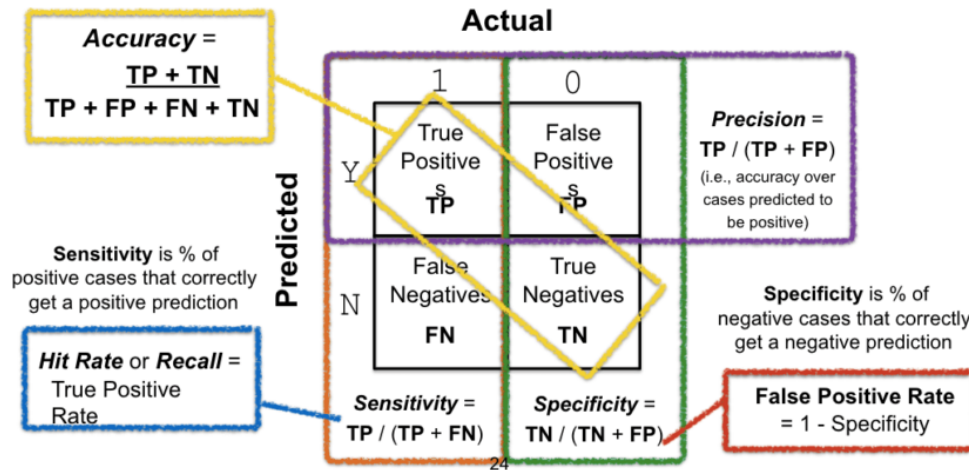 Actual
Accuracy =
TP + TN
TP + FP + FN + TN
1
0
True
Positive
s
TP
False
Positive
s
FP
Y
Precision =
TP / (TP + FP)
(i.e., accuracy over
cases predicted to
be positive)
Predicted
Sensitivity is % of
positive cases that correctly
get a positive prediction
N
False
Negatives
FN
True
Negatives
TN
Specificity is % of
negative cases that correctly
get a negative prediction
Hit Rate or Recall =
True Positive
Rate
Sensitivity =
TP / (TP + FN)
Specificity =
TN / (TN + FP)
False Positive Rate
= 1 - Specificity
24